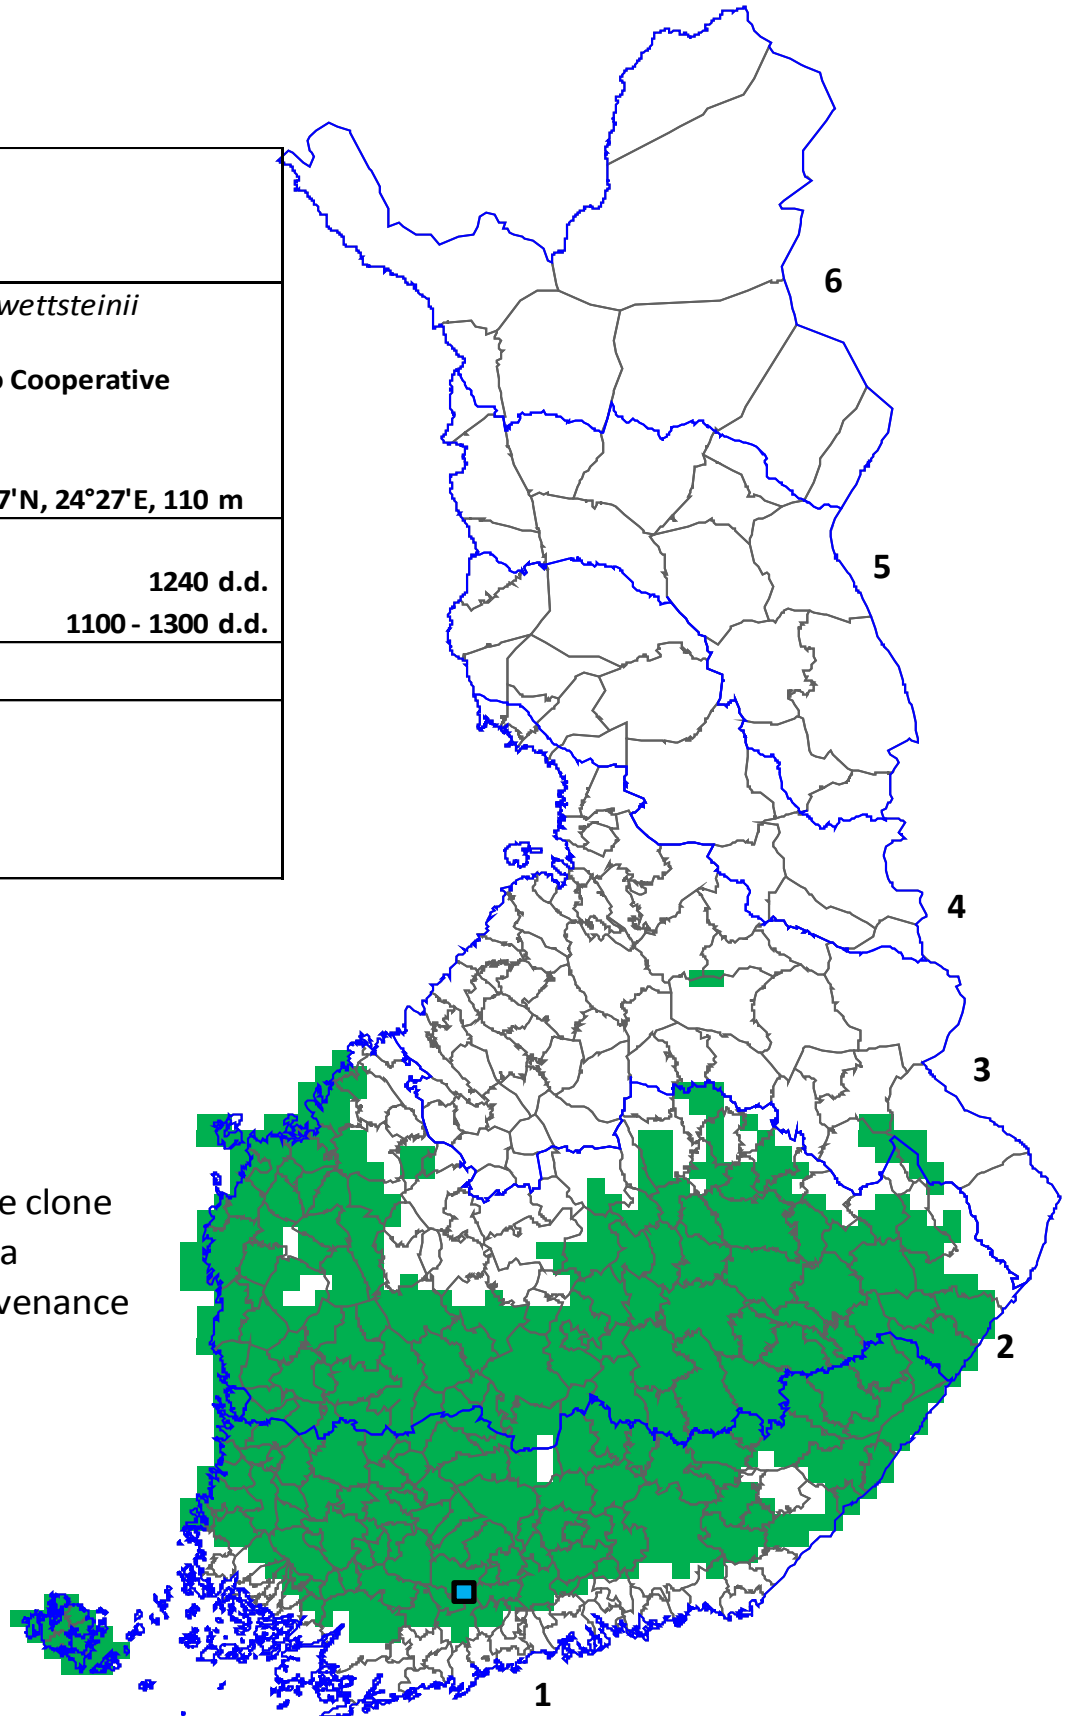 wettsteinii
Cooperative
7'N, 24°27'E, 110 m
1240 d.d.
1100 - 1300 d.d.
6
5
4
3
e clone
a
venance
2
1